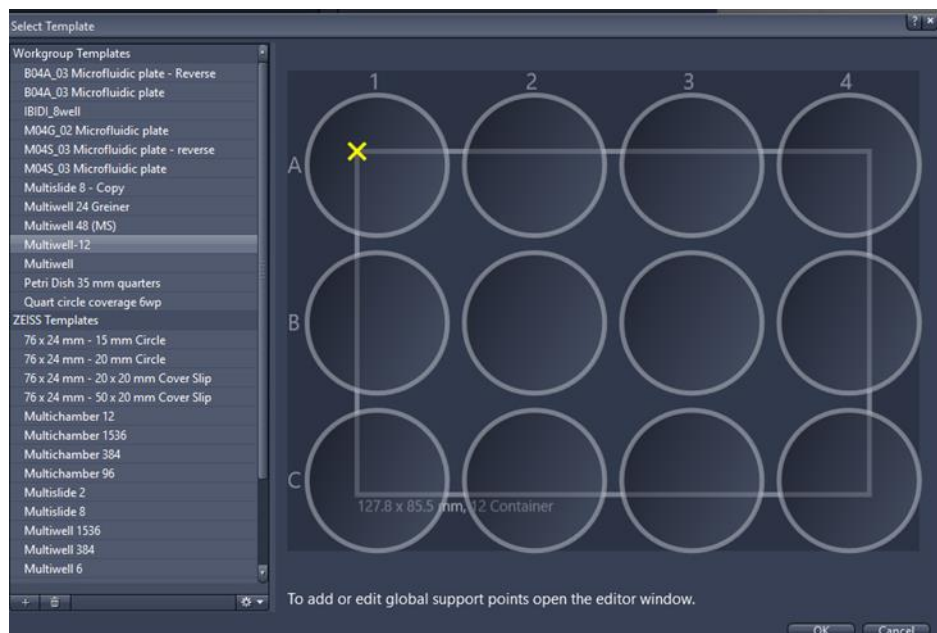 Select Template
? ×
Workgroup Templates
B04A_03 Microfluidic plate - Reverse
B04A_03 Microfluidic plate
IBIDI_8well
M04G_02 Microfluidic plate
M04S_03 Microfluidic plate - reverse
M04S_03 Microfluidic plate
Multislide 8 - Copy
Multiwell 24 Greiner
Multiwell 48 (MS)
Multiwell-12
Multiwell
Petri Dish 35 mm quarters
Quart circle coverage 6wp
ZEISS Templates
76 x 24 mm - 15 mm Circle
76 x 24 mm - 20 mm Circle
76 x 24 mm - 20 x 20 mm Cover Slip
76 x 24 mm - 50 x 20 mm Cover Slip
Multichamber 12
Multichamber 1536
Multichamber 384
Multichamber 96
Multislide 2
Multislide 8
Multiwell 1536
Multiwell 384
Multiwell 6
1 2 3 4
A
B
C
127.8 x 85.5 mm, 12 Container
To add or edit global support points open the editor window.
OK Cancel